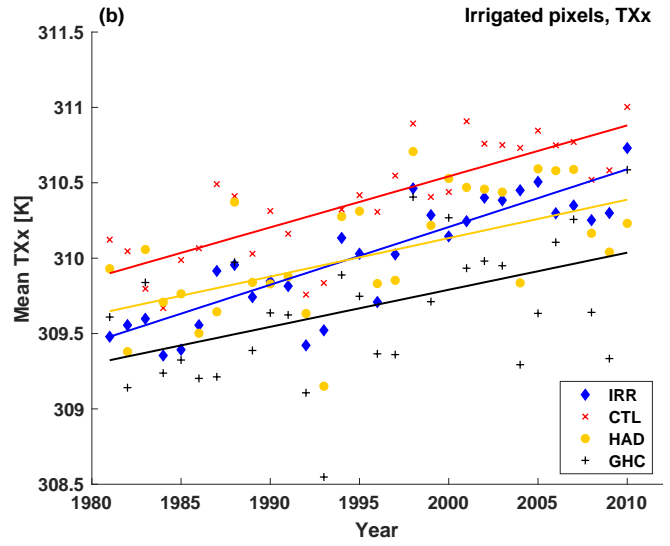 (b) Irrigated pixels, TXx
311.5
311
310.5
310
309.5
309
308.5
Mean TXx [K]
1980 1985 1990 1995 2000 2005 2010
Year
IRR
CTL
HAD
GHC